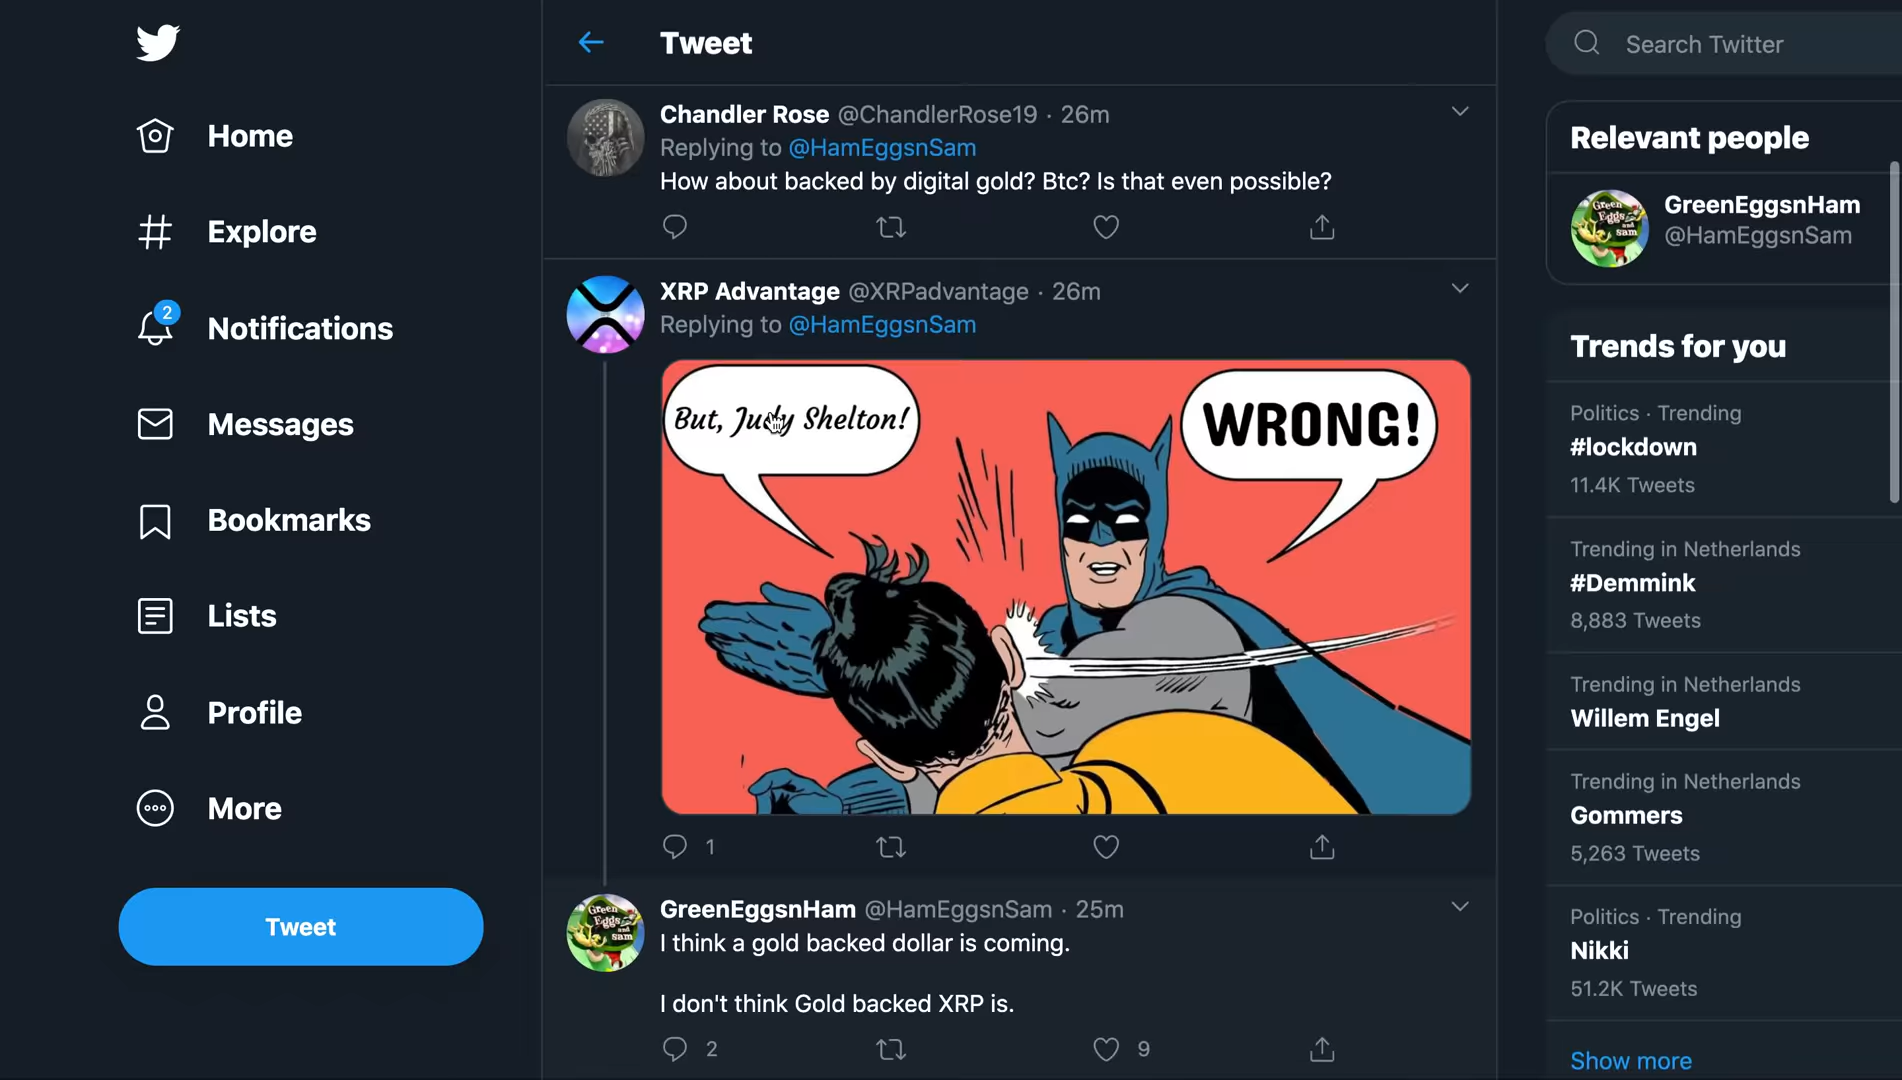 Home
Explore
2
Notifications
Messages
Bookmarks
Lists
Profile
More
Tweet
Tweet
Chandler Rose @ChandlerRose19 · 26m
Replying to @HamEggsnSam
How about backed by digital gold? Btc? Is that even possible?
XRP Advantage @XRPadvantage · 26m
Replying to @HamEggsnSam
But, Judy Shelton!
WRONG!
1
GreenEggsnHam @HamEggsnSam · 25m
I think a gold backed dollar is coming.
I don't think Gold backed XRP is.
2
9
Search Twitter
Relevant people
Green Eggs and sam
GreenEggsnHam
@HamEggsnSam
Trends for you
Politics · Trending
#lockdown
11.4K Tweets
Trending in Netherlands
#Demmink
8,883 Tweets
Trending in Netherlands
Willem Engel
Trending in Netherlands
Gommers
5,263 Tweets
Politics · Trending
Nikki
51.2K Tweets
Show more